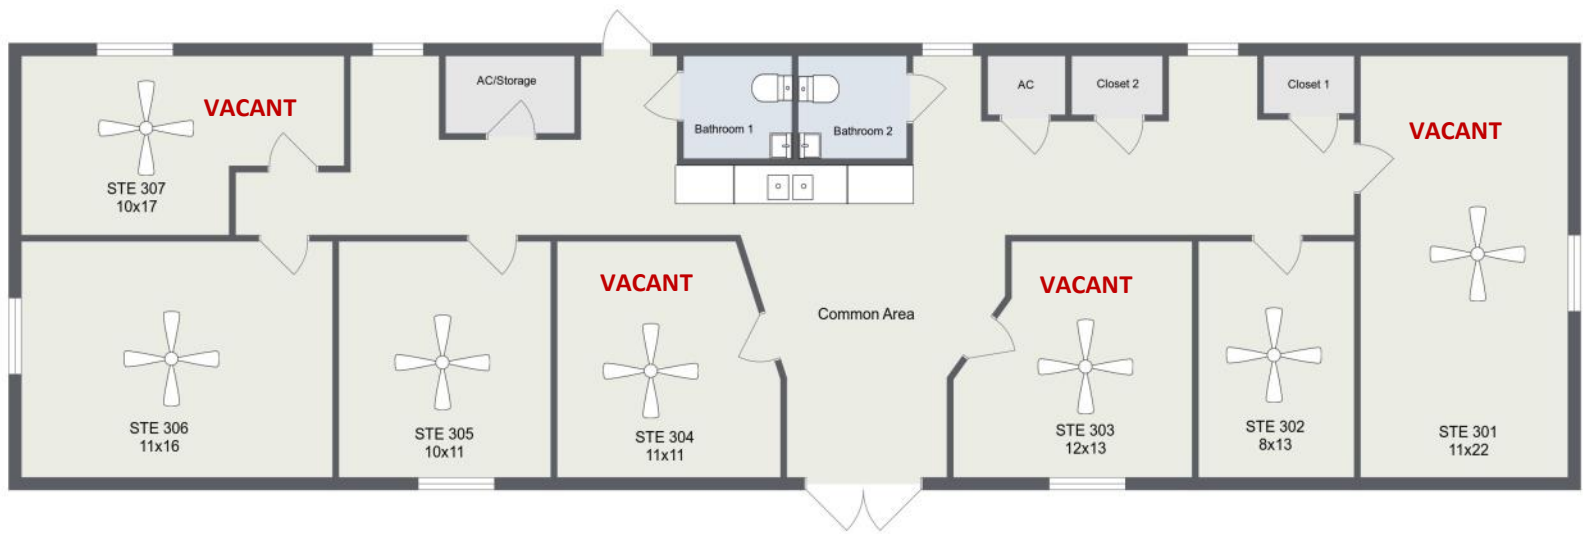 AC/Storage
AC
Closet 2
Closet 1
VACANT
Bathroom 1
Bathroom 2
VACANT
STE 307
10x17
VACANT
VACANT
Common Area
STE 306
11x16
STE 305
10x11
STE 304
11x11
STE 303
12x13
STE 302
8x13
STE 301
11x22